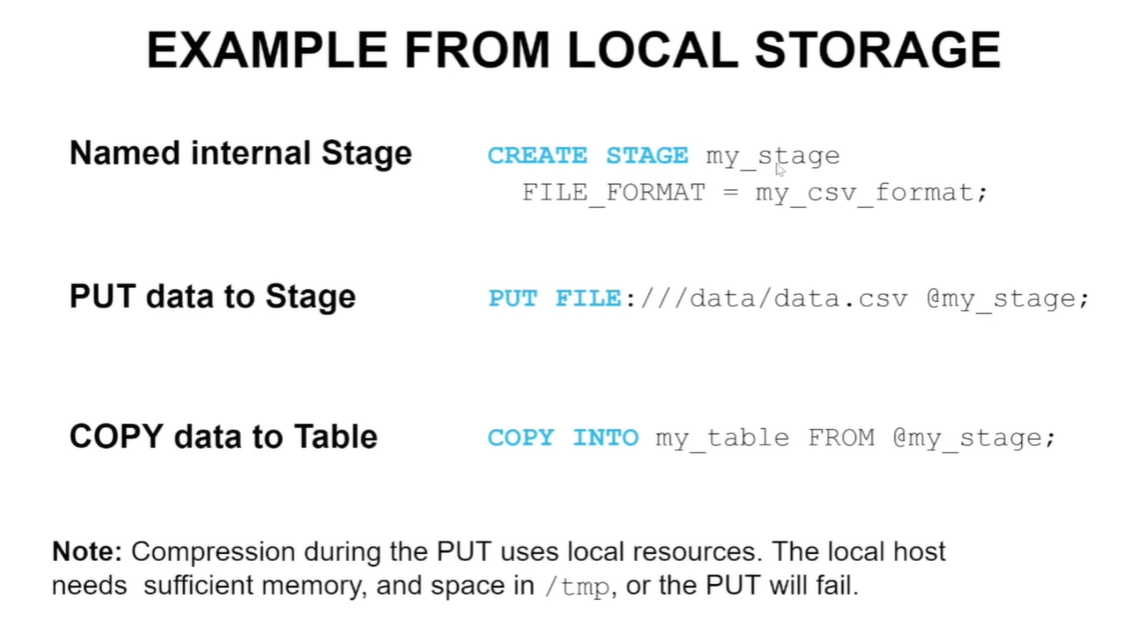 EXAMPLE FROM LOCAL STORAGE
Named internal Stage
CREATE STAGE my_stage
FILE_FORMAT = my_csv_format;
PUT data to Stage
PUT FILE:///data/data.csv @my_stage;
COPY data to Table
COPY INTO my_table FROM @my_stage;
Note: Compression during the PUT uses local resources. The local host
needs sufficient memory, and space in /tmp, or the PUT will fail.